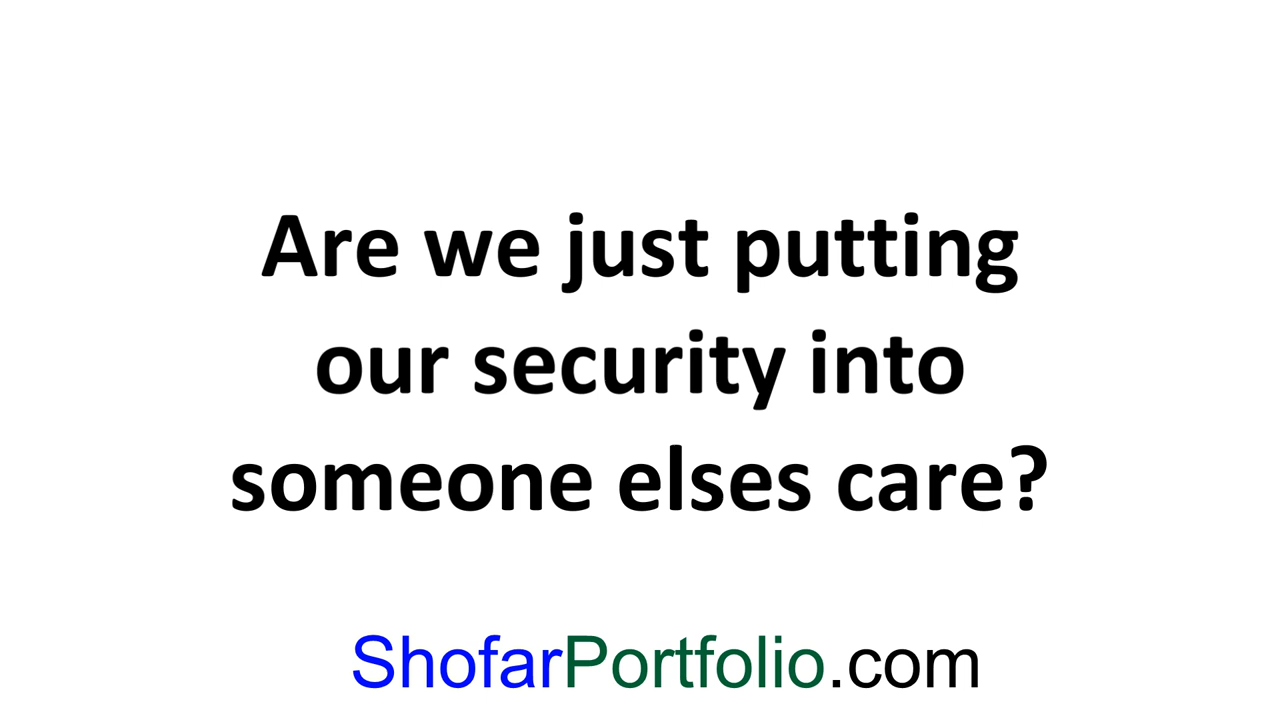 Are we just putting
our security into
someone elses care?
ShofarPortfolio.com